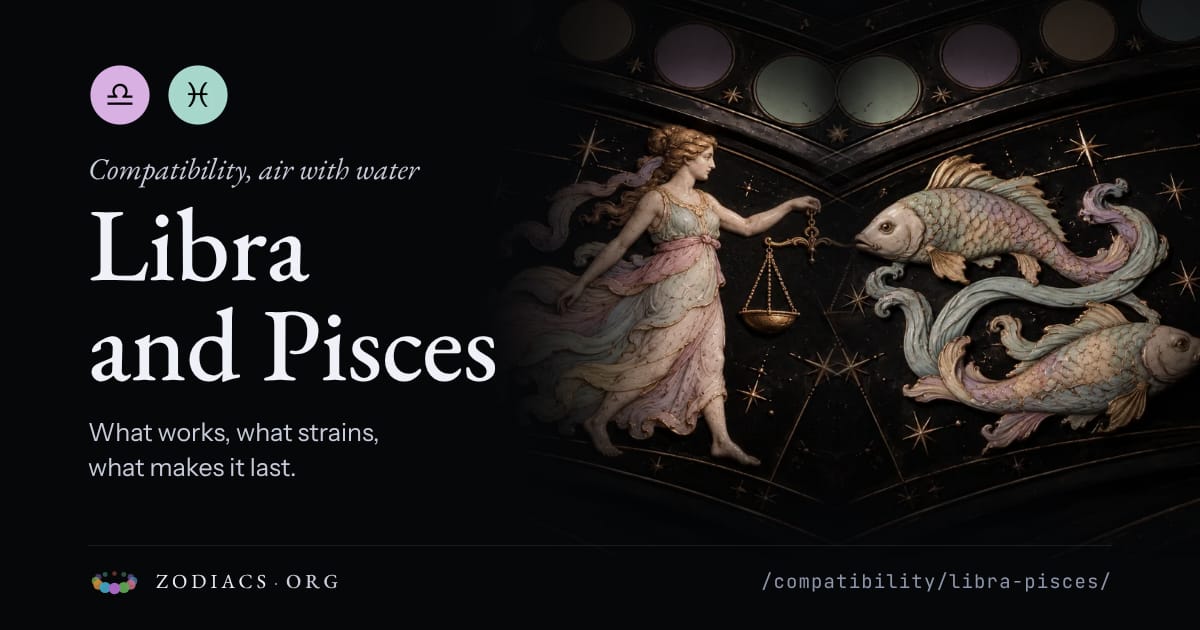 ♎ ♓
Compatibility, air with water
Libra
and Pisces
What works, what strains,
what makes it last.
ZODIACS·ORG
/compatibility/libra-pisces/